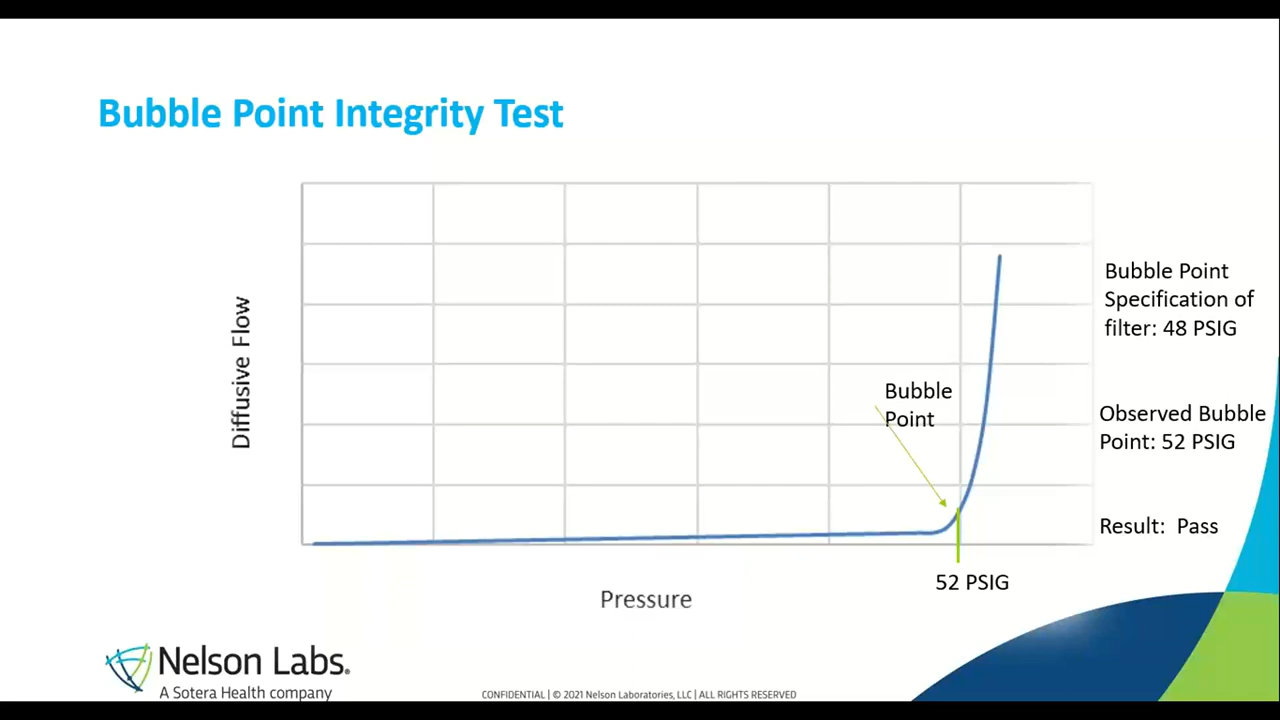 Bubble Point Integrity Test
Diffusive Flow
Bubble
Point
Bubble Point
Specification of
filter: 48 PSIG
Observed Bubble
Point: 52 PSIG
Result: Pass
52 PSIG
Pressure
Nelson Labs®
A Sotera Health company
CONFIDENTIAL | © 2021 Nelson Laboratories, LLC | ALL RIGHTS RESERVED